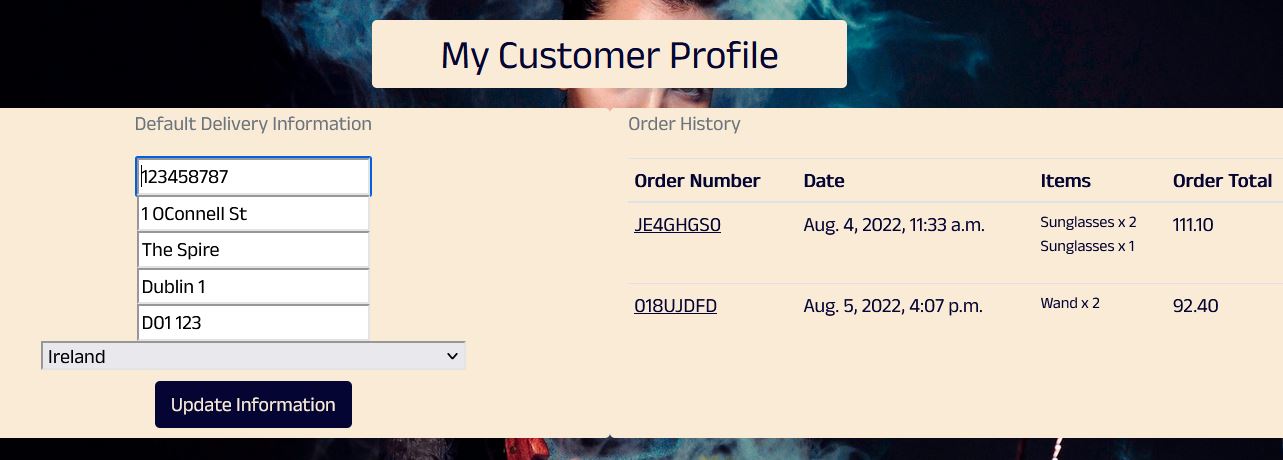 My Customer Profile
Default Delivery Information
123458787
1 OConnell St
The Spire
Dublin 1
D01 123
Ireland
Update Information
Order History
Order Number Date Items Order Total
JE4GHGS0 Aug. 4, 2022, 11:33 a.m. Sunglasses x 2 111.10
Sunglasses x 1
018UJDFD Aug. 5, 2022, 4:07 p.m. Wand x 2 92.40